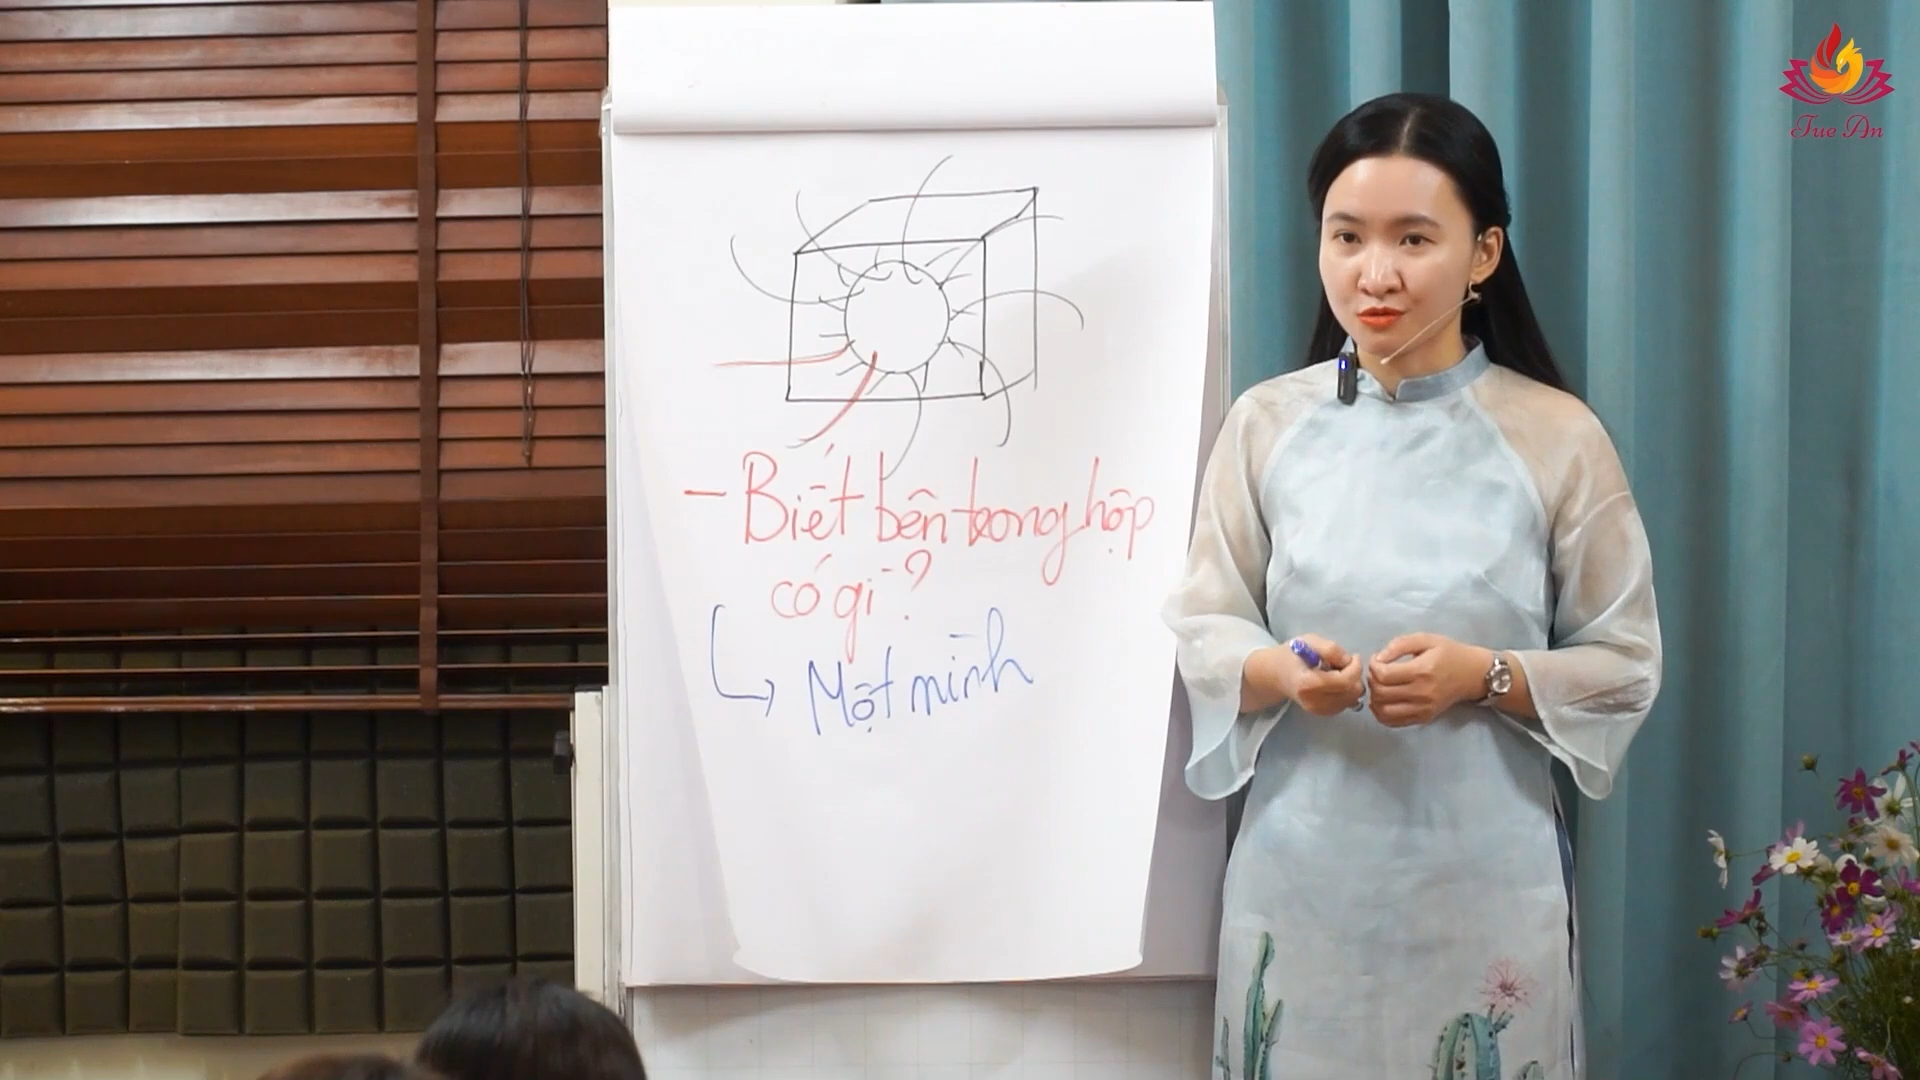 Tue An
- Biết bên trong hộp
có gì?
Một mình